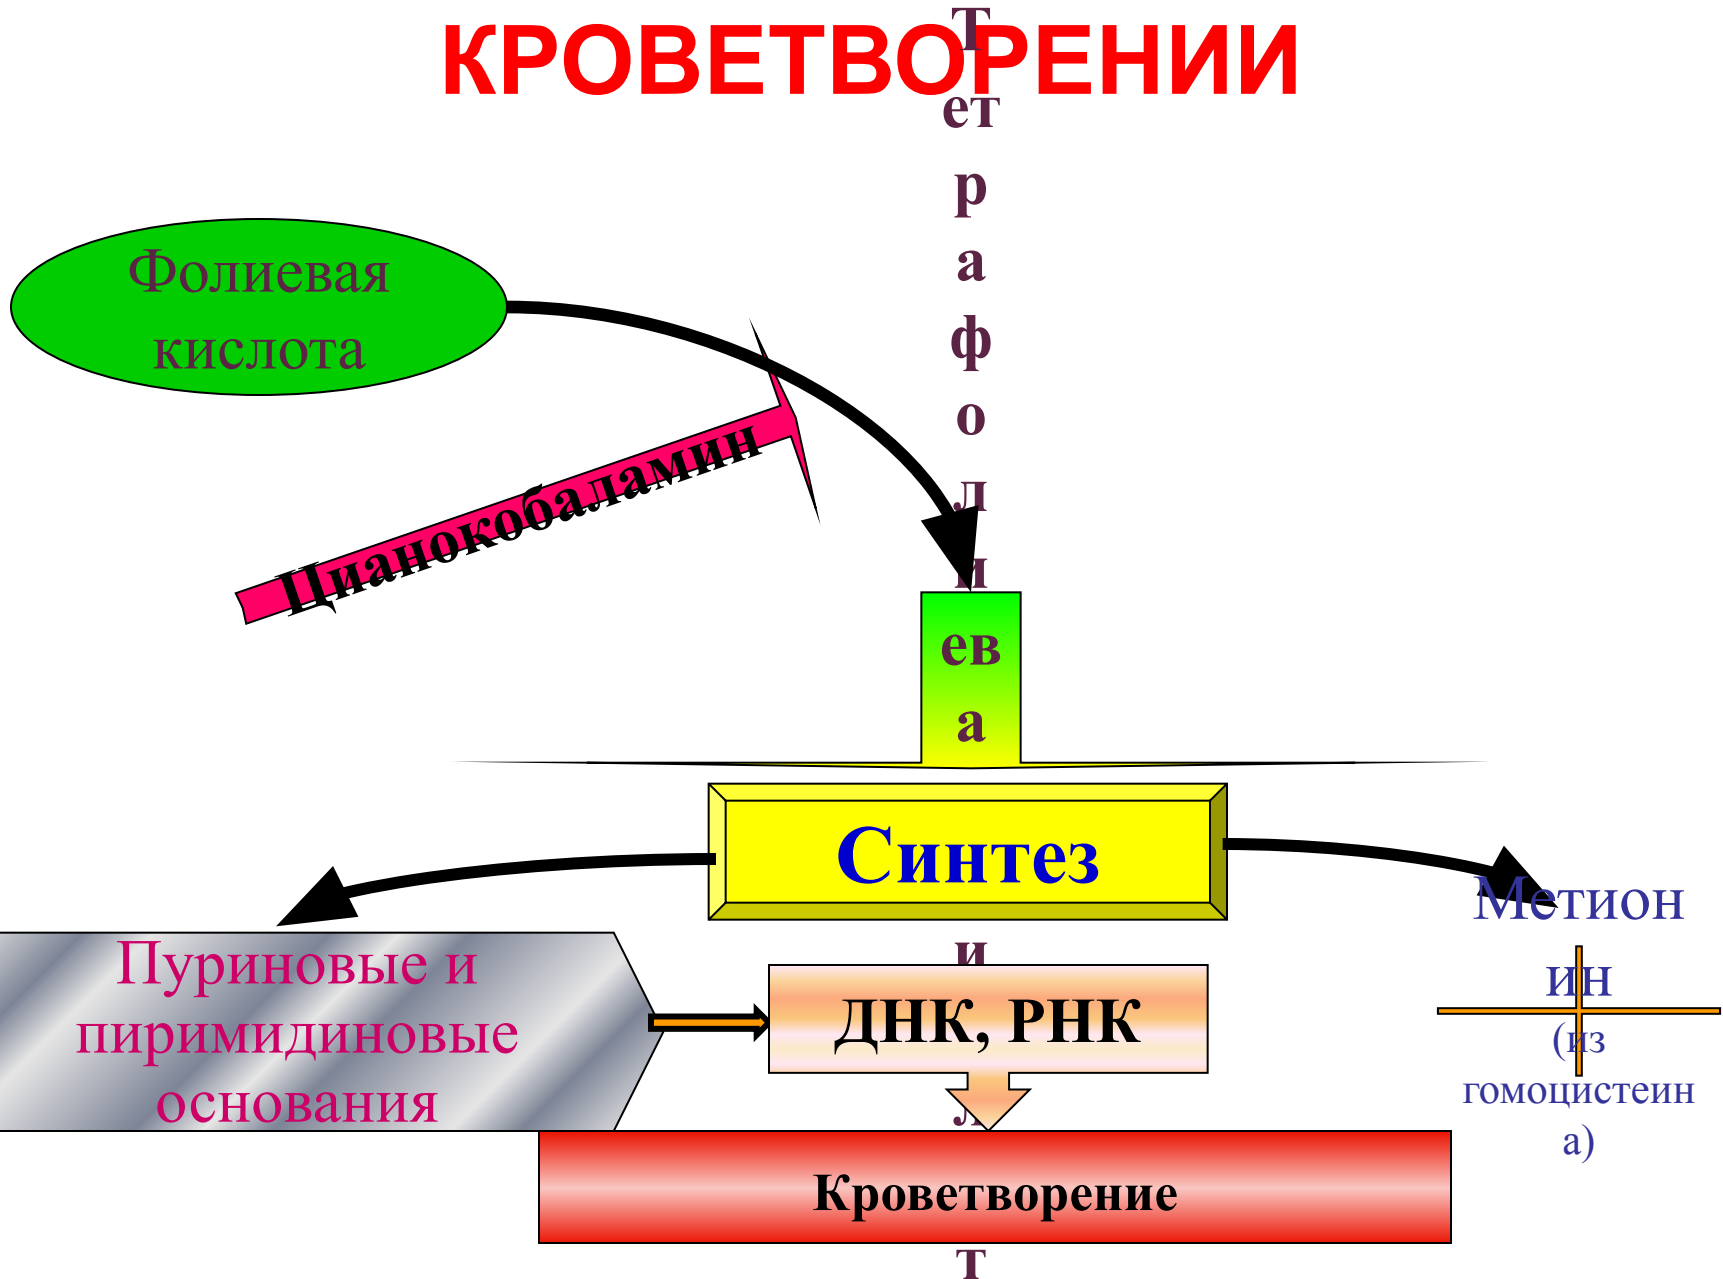 КРОВЕТВОРЕНИИ
Т
ет
р
а
ф
о
л
и
ев
а
Фолиевая
кислота
Цианокобаламин
Синтез
и
л
т
Метион
ин
(из
гомоцистеин
а)
Пуриновые и
пиримидиновые
основания
ДНК, РНК
Кроветворение